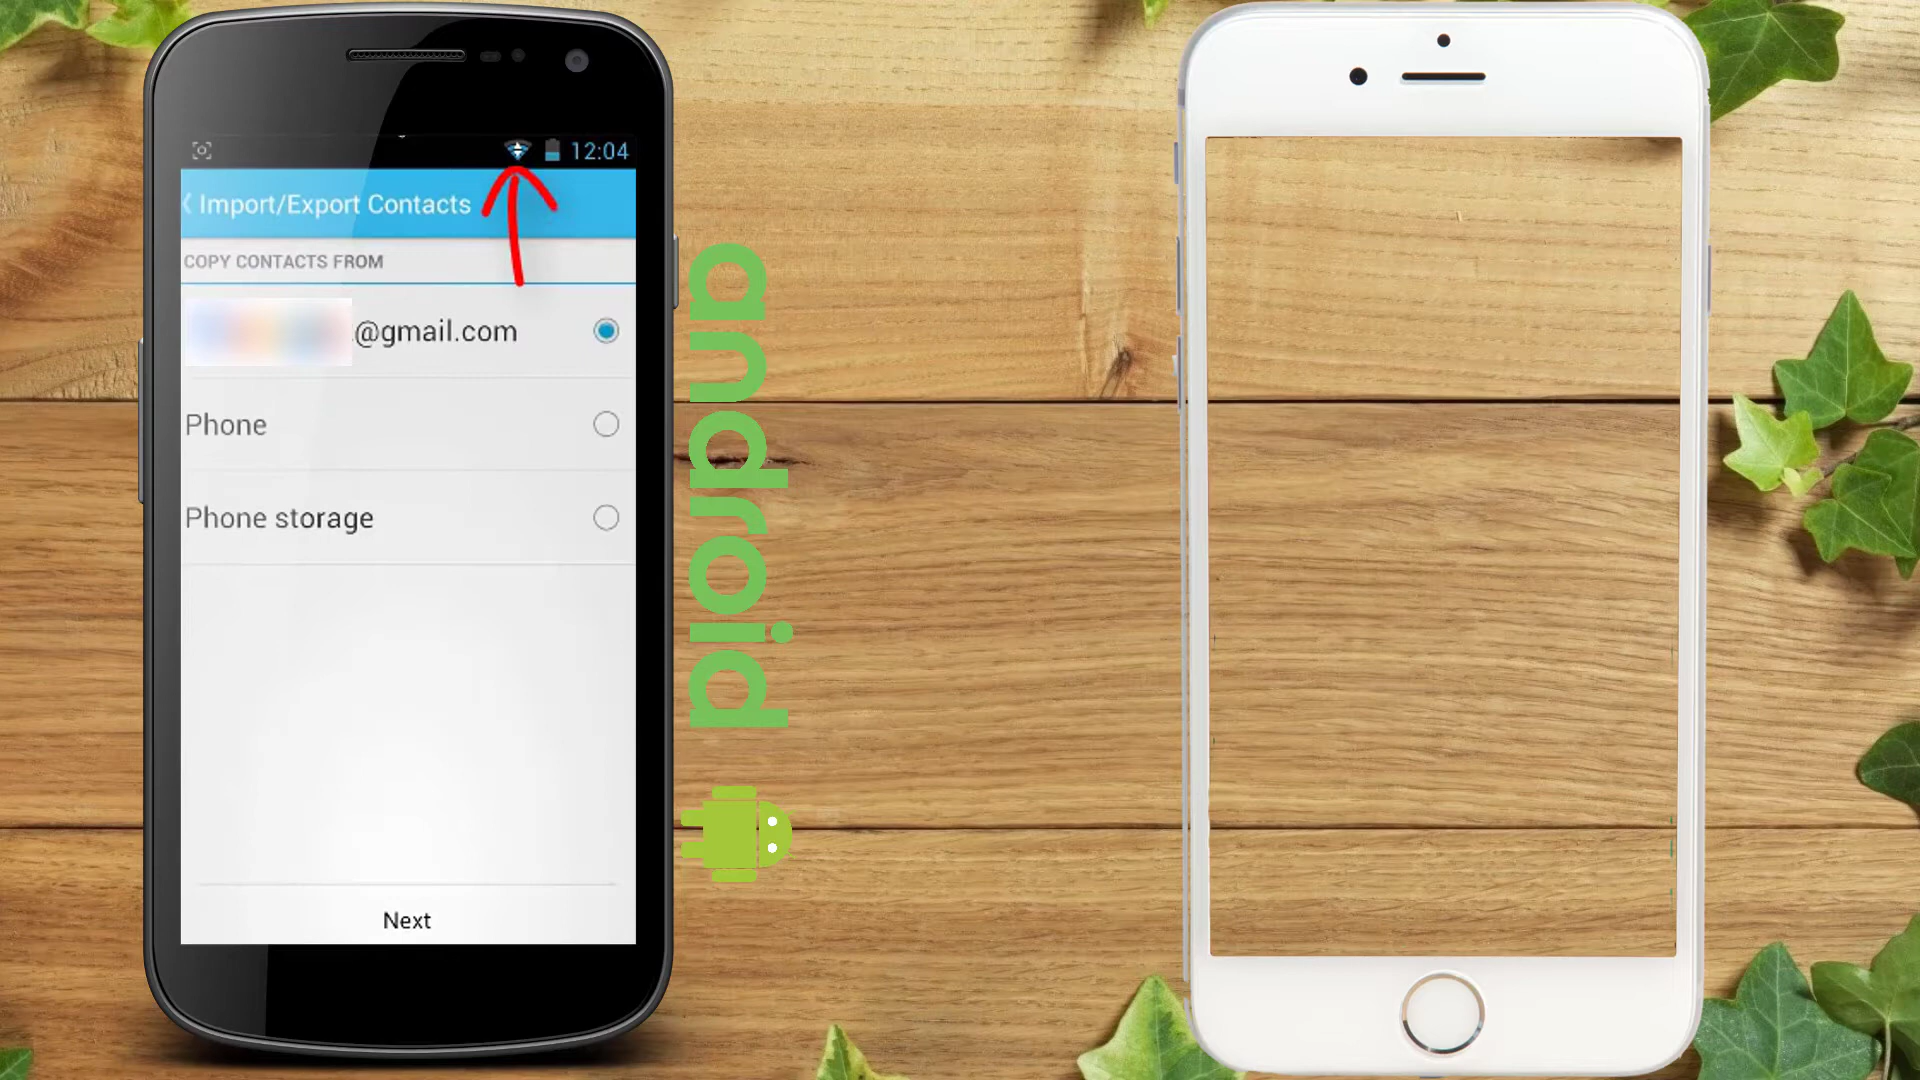 12:04
Import/Export Contacts
COPY CONTACTS FROM
@gmail.com
Phone
Phone storage
Next
android